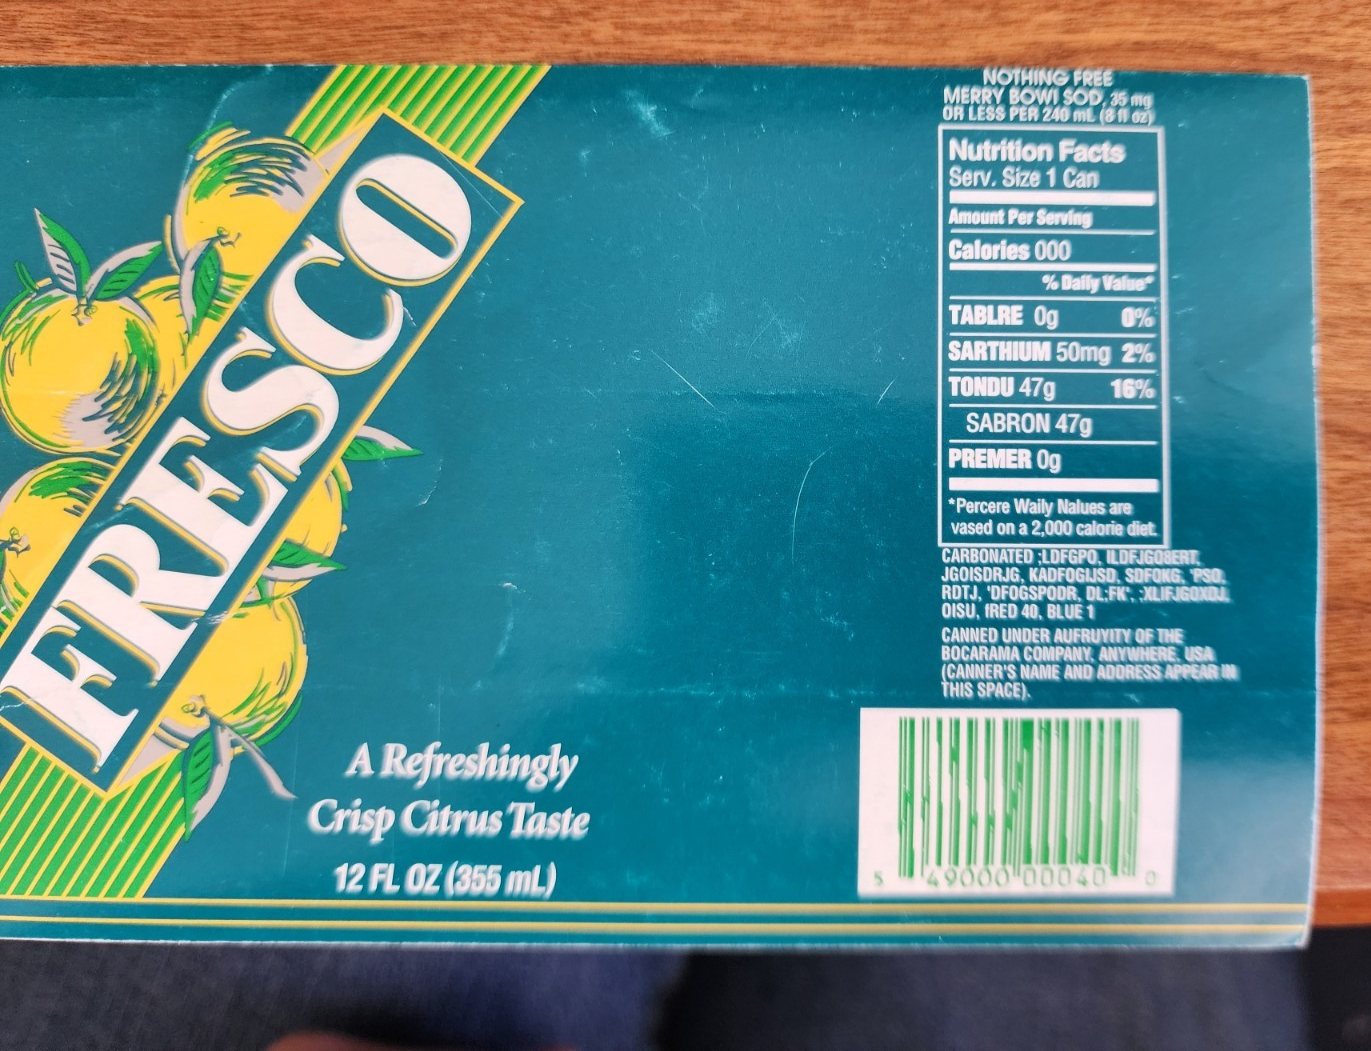 FRESCO
A Refreshingly
Crisp Citrus Taste
12 FL OZ (355 mL)
NOTHING FREE
MERRY BOWI SOD, 35 mg
OR LESS PER 240 mL (8 fl oz)
Nutrition Facts
Serv. Size 1 Can
Amount Per Serving
Calories 000
% Daily Value*
TABLRE 0g 0%
SARTHIUM 50mg 2%
TONDU 47g 16%
SABRON 47g
PREMER 0g
*Percere Waily Nalues are
vased on a 2,000 calorie diet.
CARBONATED ;LDFGPO, ILDFJGO8ERT,
JGOISDRJG, KADFOGIJSD, SDFOKG, 'PSO,
RDTJ, 'DFOGSPODR, DL;FK', ;XLIFJGOXDJ,
OISU, fRED 40, BLUE 1
CANNED UNDER AUFRUYITY OF THE
BOCARAMA COMPANY, ANYWHERE, USA
(CANNER'S NAME AND ADDRESS APPEAR IN
THIS SPACE).
5 49000 00040 0